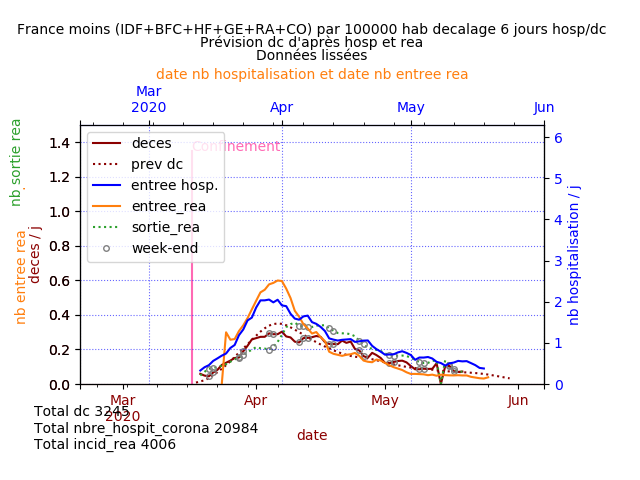 France moins (IDF+BFC+HF+GE+RA+CO) par 100000 hab decalage 6 jours hosp/dc
Prévision dc d'après hosp et rea
Données lissées
date nb hospitalisation et date nb entree rea
Mar
2020
Apr
May
Jun
nb sortie rea
.
nb entree rea
deces / j
1.4
1.2
1.0
0.8
0.6
0.4
0.2
0.0
Confinement
deces
prev dc
entree hosp.
entree_rea
sortie_rea
week-end
6
5
4
3
2
1
0
nb hospitalisation / j
Mar
2020
Apr
May
Jun
date
Total dc 3245
Total nbre_hospit_corona 20984
Total incid_rea 4006